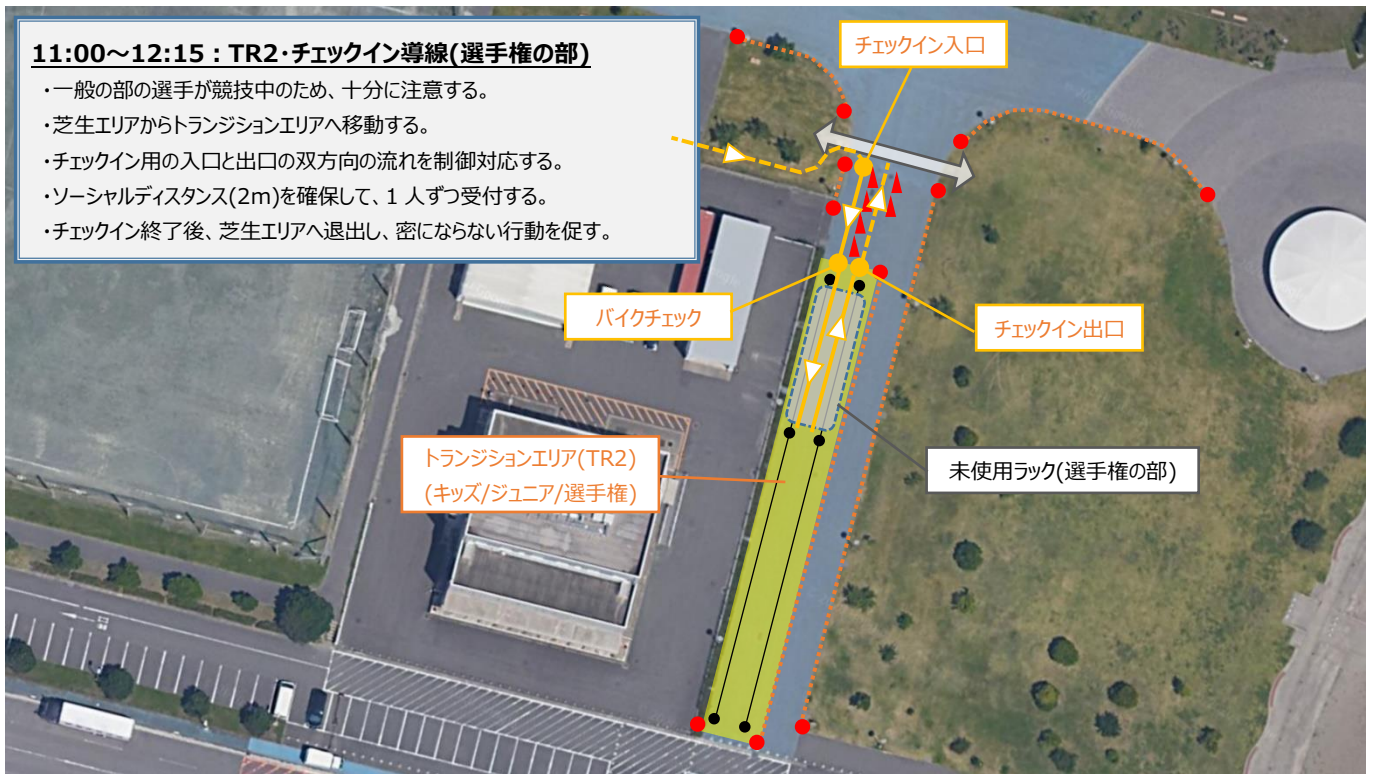 11:00～12:15：TR2・チェックイン導線(選手権の部)
・一般の部の選手が競技中のため、十分に注意する。
・芝生エリアからトランジションエリアへ移動する。
・チェックイン用の入口と出口の双方向の流れを制御対応する。
・ソーシャルディスタンス(2m)を確保して、1 人ずつ受付する。
・チェックイン終了後、芝生エリアへ退出し、密にならない行動を促す。
チェックイン入口
バイクチェック
チェックイン出口
トランジションエリア(TR2)
(キッズ/ジュニア/選手権)
未使用ラック(選手権の部)